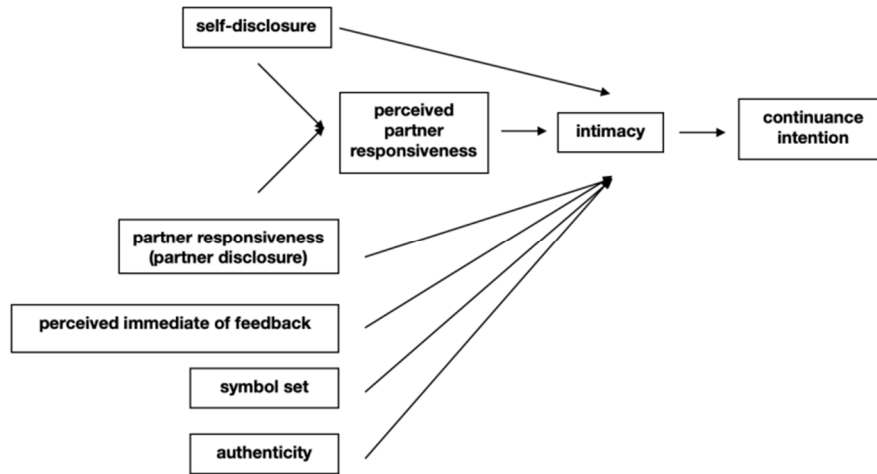 self-disclosure
perceived
partner
responsiveness
intimacy
continuance
intention
partner responsiveness
(partner disclosure)
perceived immediate of feedback
symbol set
authenticity